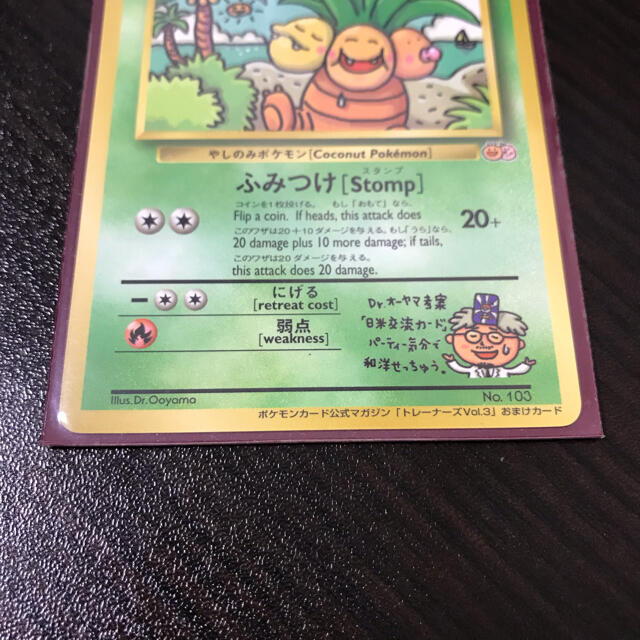 やしのみポケモン [Coconut Pokémon]
スタンプ
ふみつけ [Stomp]
コインを1枚投げる。 もし「おもて」なら、
Flip a coin. If heads, this attack does
20+
このワザは20+10ダメージを与える。もし「うら」なら、
20 damage plus 10 more damage; if tails,
このワザは20ダメージを与える。
this attack does 20 damage.
にげる
[retreat cost]
弱点
[weakness]
Dr.オーヤマ考案
「日米交流カード」
パーティー気分で
和洋せっちゅう。
Illus.Dr.Ooyama
No. 103
ポケモンカード公式マガジン「トレーナーズVol.3」おまけカード